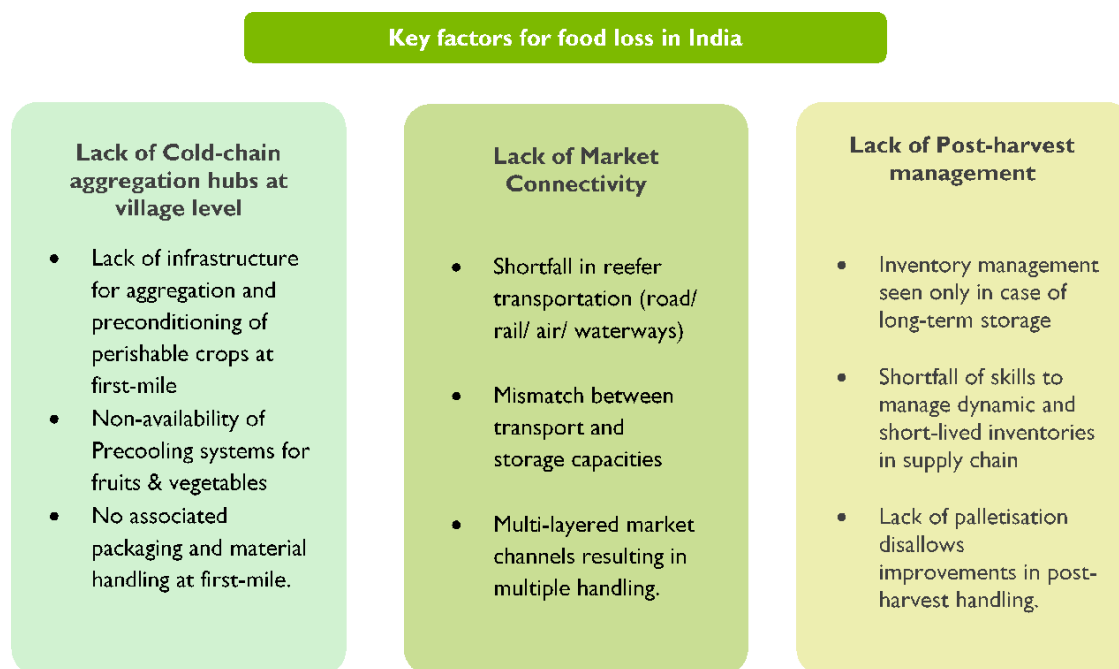 Key factors for food loss in India
Lack of Cold-chain
aggregation hubs at
village level
• Lack of infrastructure
for aggregation and
preconditioning of
perishable crops at
first-mile
• Non-availability of
Precooling systems for
fruits & vegetables
• No associated
packaging and material
handling at first-mile.
Lack of Market
Connectivity
• Shortfall in reefer
transportation (road/
rail/ air/ waterways)
• Mismatch between
transport and
storage capacities
• Multi-layered market
channels resulting in
multiple handling.
Lack of Post-harvest
management
• Inventory management
seen only in case of
long-term storage
• Shortfall of skills to
manage dynamic and
short-lived inventories
in supply chain
• Lack of palletisation
disallows
improvements in post-
harvest handling.